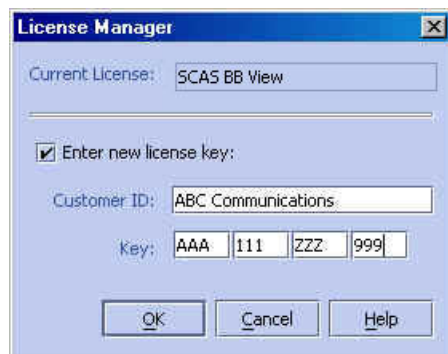 License Manager
Current License: SCAS BB View
Enter new license key:
Customer ID: ABC Communications
Key: AAA 111 ZZZ 999
OK Cancel Help